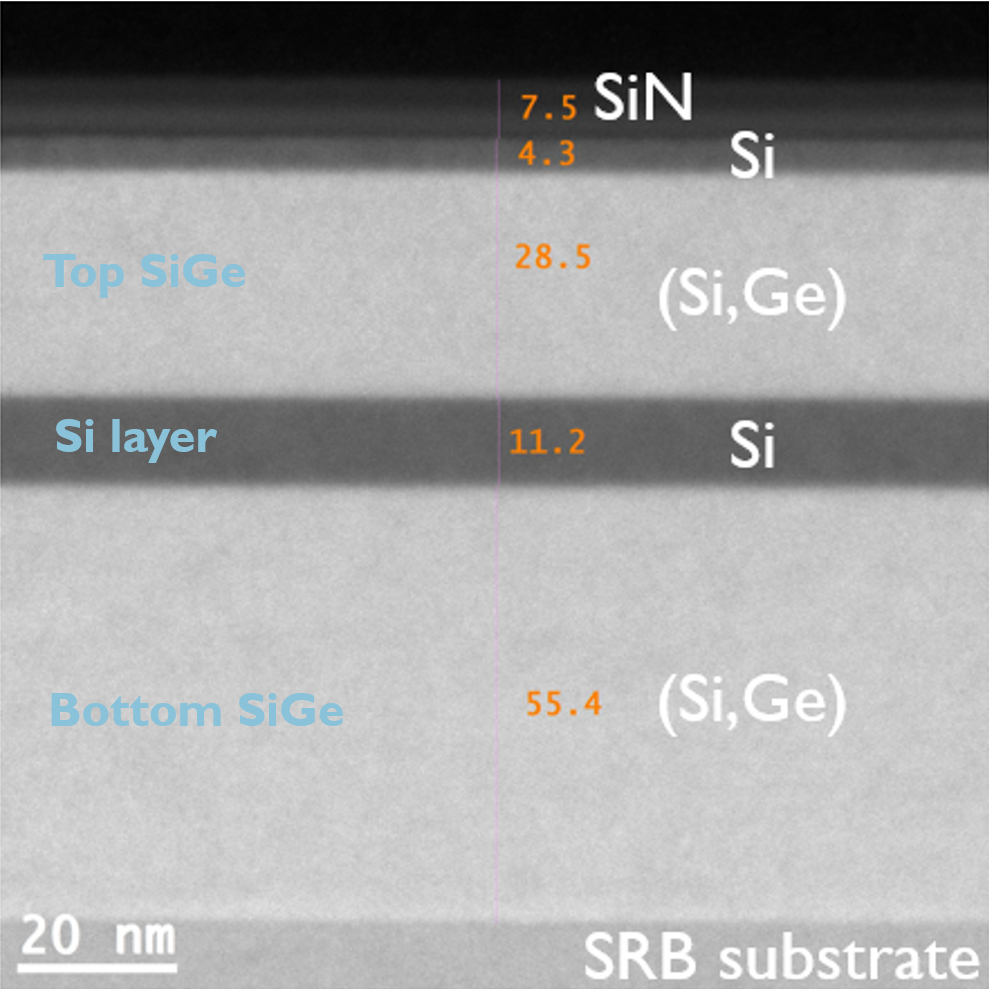 7.5 SiN
4.3 Si
Top SiGe 28.5 (Si,Ge)
Si layer 11.2 Si
Bottom SiGe 55.4 (Si,Ge)
20 nm SRB substrate